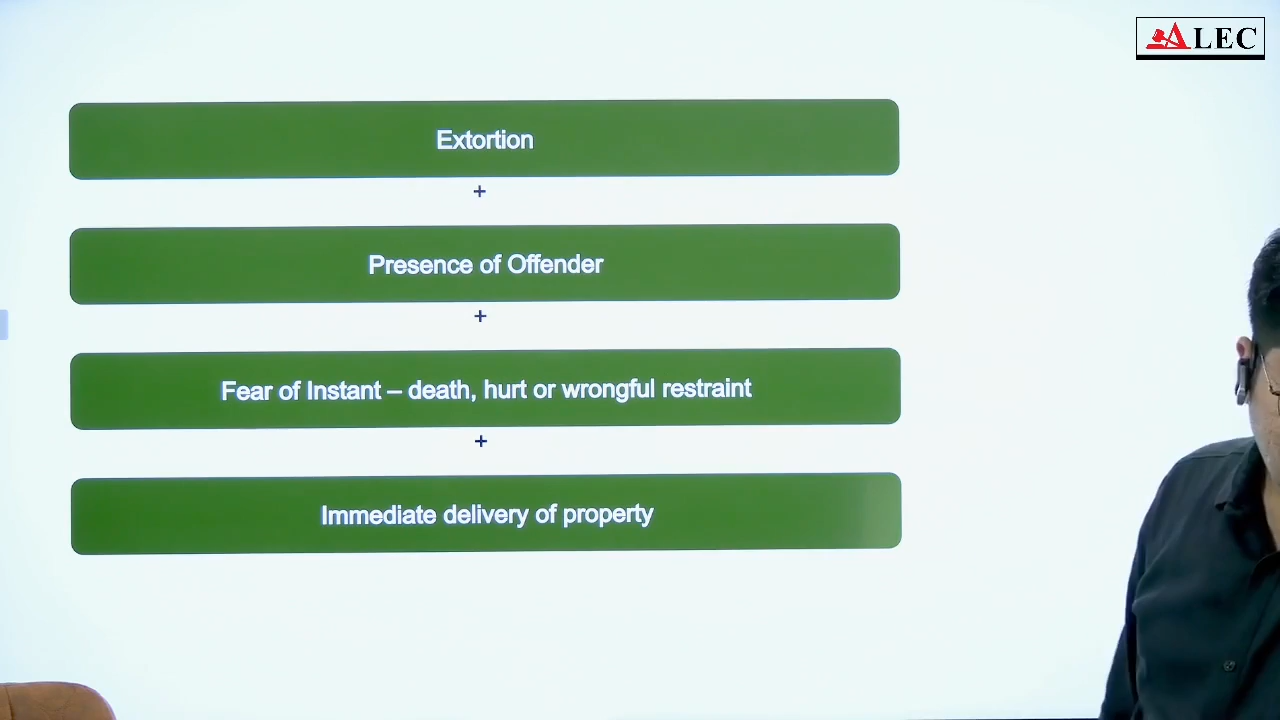 ALEC
Extortion
+
Presence of Offender
+
Fear of Instant – death, hurt or wrongful restraint
+
Immediate delivery of property